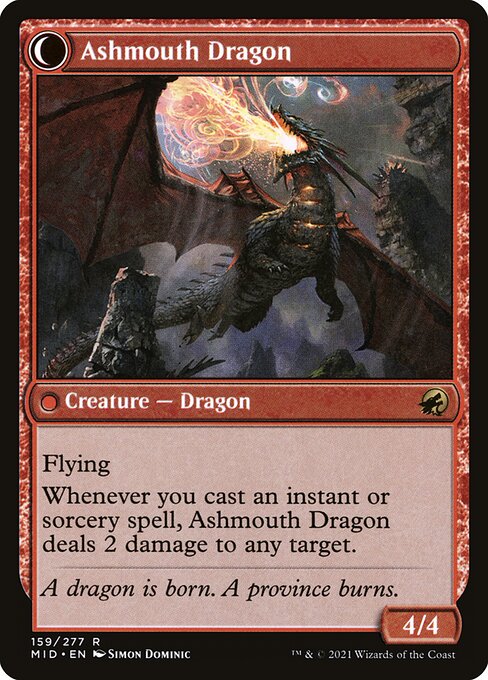 Ashmouth Dragon
Creature — Dragon
Flying
Whenever you cast an instant or
sorcery spell, Ashmouth Dragon
deals 2 damage to any target.
A dragon is born. A province burns.
4/4
159/277 R
MID • EN Simon Dominic
™ & © 2021 Wizards of the Coast